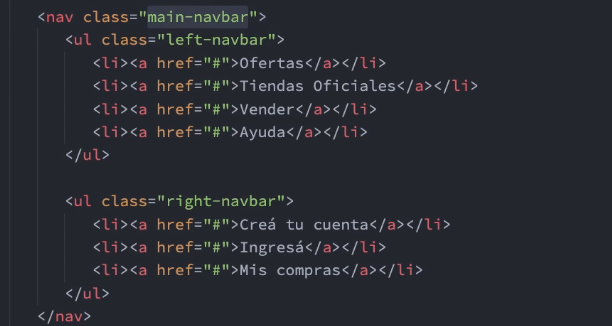 <nav class="main-navbar">
<ul class="left-navbar">
<li><a href="#">Ofertas</a></li>
<li><a href="#">Tiendas Oficiales</a></li>
<li><a href="#">Vender</a></li>
<li><a href="#">Ayuda</a></li>
</ul>
<ul class="right-navbar">
<li><a href="#">Creá tu cuenta</a></li>
<li><a href="#">Ingresá</a></li>
<li><a href="#">Mis compras</a></li>
</ul>
</nav>